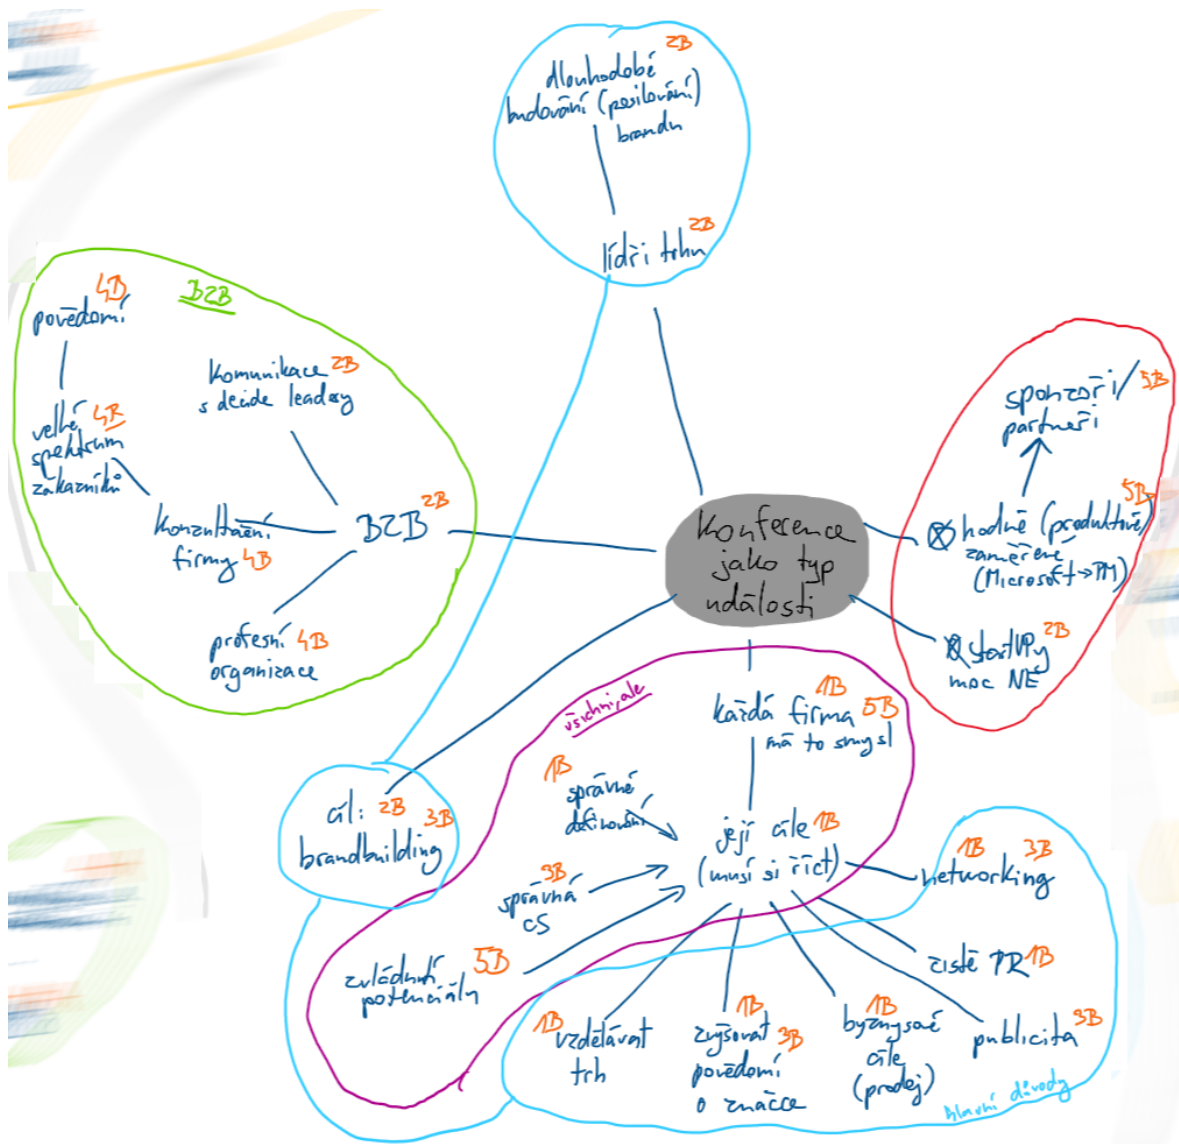 dlouhodobé 2B
budování (posilování)
brandu
lídři trhu 2B
B2B
povědomí 4B
velké 4B
spektrum
zákazníků
komunikace 2B
s decide leadery
B2B 2B
konzultační
firmy 4B
profesní 4B
organizace
Konference
jako typ
události
sponzoři/ 5B
partneři
hodně (produktově) 5B
zaměřené
(Microsoft→PM)
startUPy 2B
moc NE
všichni, ale
každá firma 1B 5B
má to smysl
1B
správné
definování
její cíle 1B
(musí si říct)
správná 3B
CS
zvládnutí 5B
potenciálu
cíl: 2B
brandbuilding 3B
networking 1B 3B
čistě PR 1B
publicita 3B
1B vzdělávat
trh
1B
zvyšovat 3B
povědomí
o značce
1B
byznysové
cíle
(prodej)
hlavní důvody